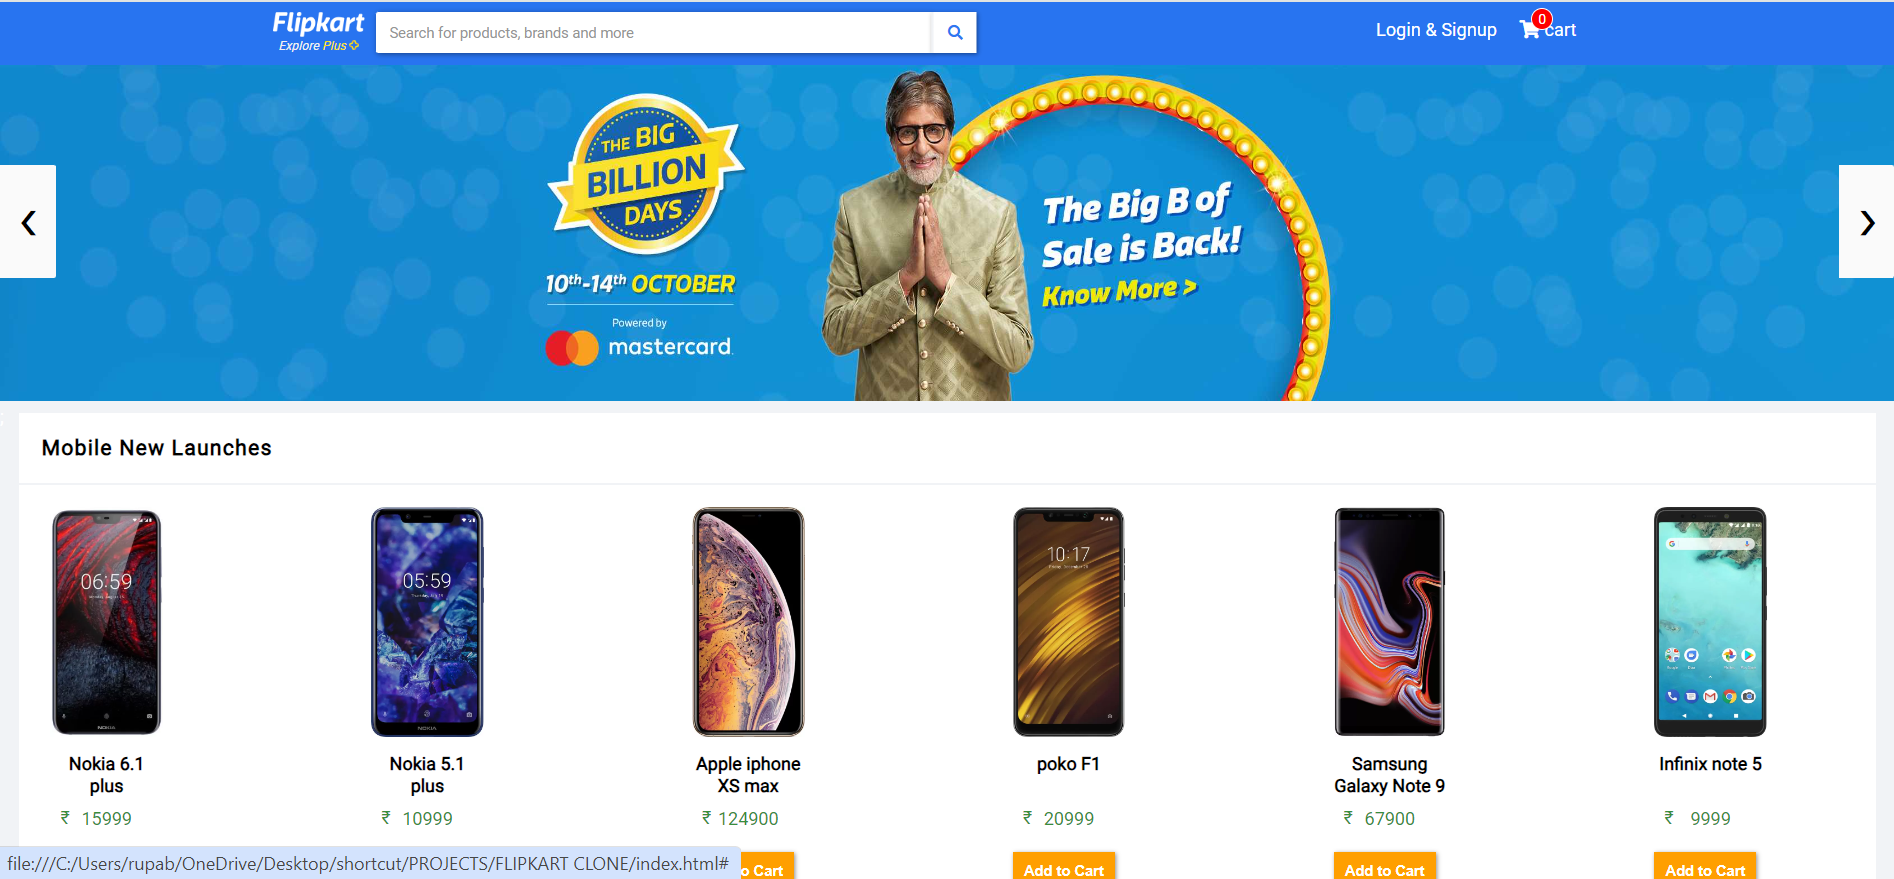 Flipkart
Explore Plus
Search for products, brands and more
Login & Signup
0
cart
THE BIG
BILLION
DAYS
10th-14th OCTOBER
Powered by
mastercard.
The Big B of
Sale is Back!
Know More >
❮
❯
Mobile New Launches
06:59
NOKIA
05:59
NOKIA
10:17
Nokia 6.1
plus
₹ 15999
Nokia 5.1
plus
₹ 10999
Apple iphone
XS max
₹ 124900
poko F1
₹ 20999
Samsung
Galaxy Note 9
₹ 67900
Infinix note 5
₹ 9999
o Cart
Add to Cart
Add to Cart
Add to Cart
file:///C:/Users/rupab/OneDrive/Desktop/shortcut/PROJECTS/FLIPKART CLONE/index.html#